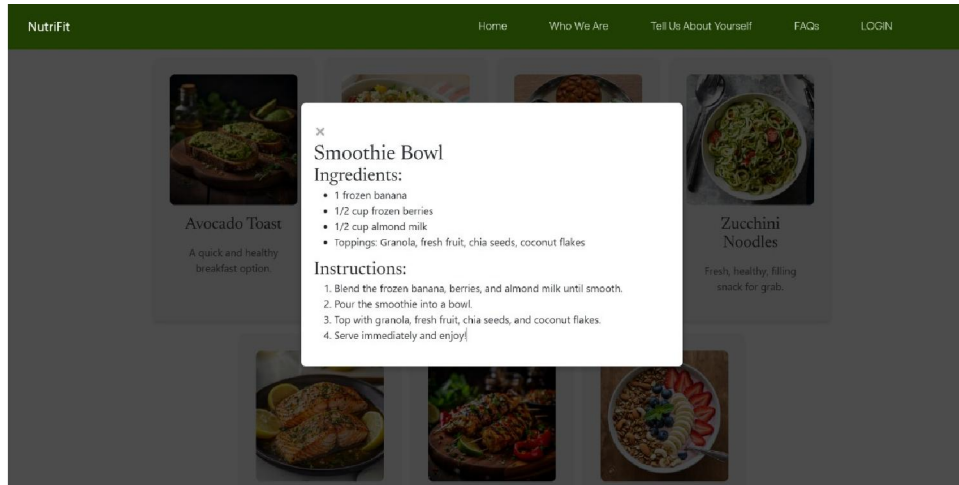 NutriFit
Home Who We Are Tell Us About Yourself FAQs LOGIN
×
Smoothie Bowl
Ingredients:
• 1 frozen banana
• 1/2 cup frozen berries
• 1/2 cup almond milk
• Toppings: Granola, fresh fruit, chia seeds, coconut flakes
Instructions:
1. Blend the frozen banana, berries, and almond milk until smooth.
2. Pour the smoothie into a bowl.
3. Top with granola, fresh fruit, chia seeds, and coconut flakes.
4. Serve immediately and enjoy!
Avocado Toast
A quick and healthy
breakfast option.
Zucchini
Noodles
Fresh, healthy, filling
snack for grab.